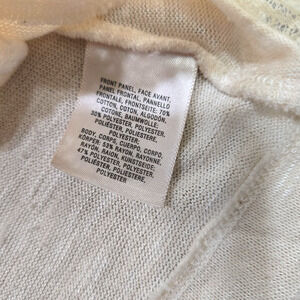 FRONT PANEL, FACE AVANT,
PANEL FRONTAL, PANNELLO
FRONTALE, FRONTSEITE: 70%
COTTON, COTON, ALGODÓN,
COTONE, BAUMWOLLE;
30% POLYESTER, POLYESTER,
POLIÉSTER, POLIESTERE,
POLYESTER
BODY, CORPS, CUERPO, CORPO,
KÖRPER: 53% RAYON, RAYONNE,
RAYÓN, RAION, KUNSTSEIDE;
47% POLYESTER, POLYESTER,
POLIÉSTER, POLIESTERE,
POLYESTER